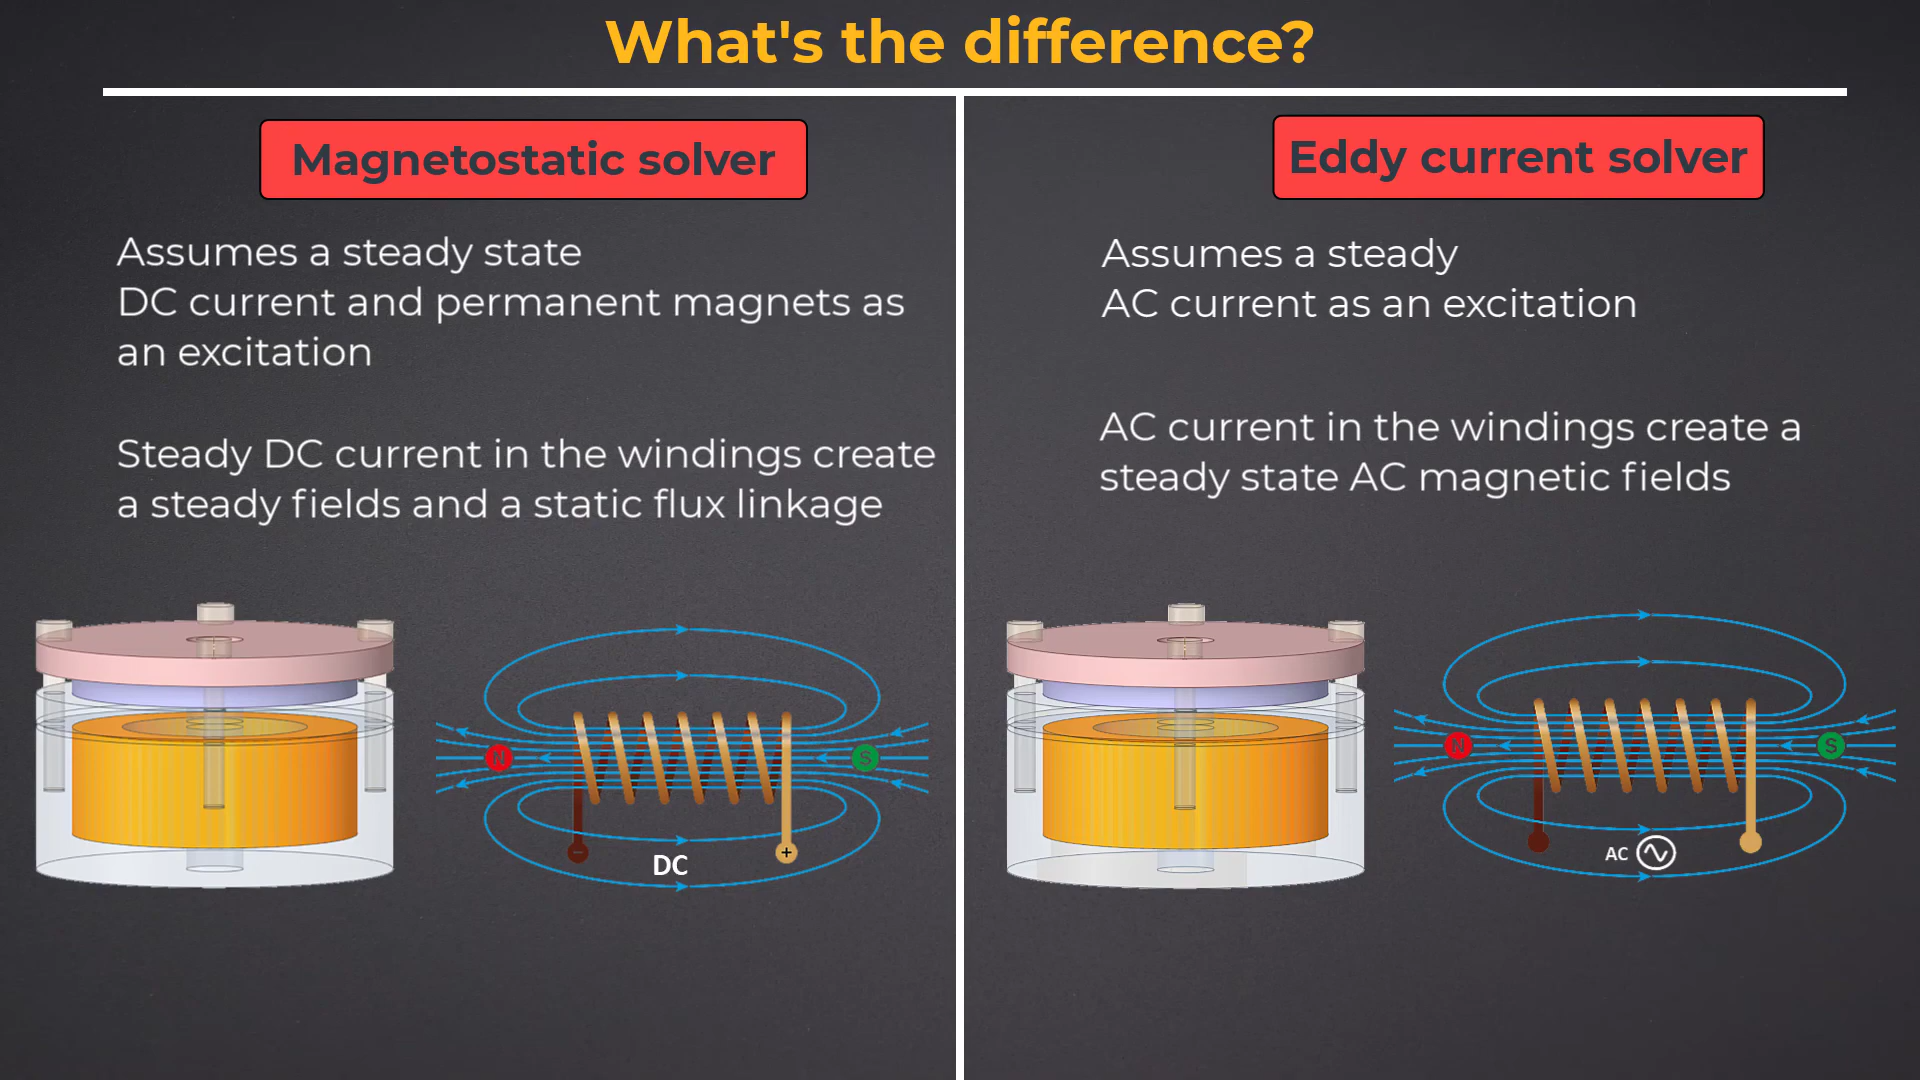 What's the difference?
Magnetostatic solver
Assumes a steady state
DC current and permanent magnets as
an excitation
Steady DC current in the windings create
a steady fields and a static flux linkage
N
S
-
+
DC
Eddy current solver
Assumes a steady
AC current as an excitation
AC current in the windings create a
steady state AC magnetic fields
N
S
AC